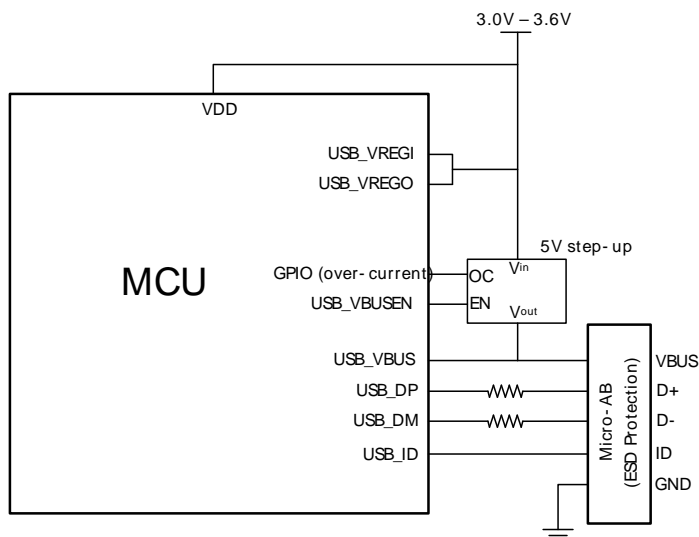 3.0V – 3.6V
VDD
USB_VREGI
USB_VREGO
5V step-up
MCU
GPIO (over-current)
OC
Vin
USB_VBUSEN
EN
Vout
USB_VBUS
VBUS
USB_DP
D+
USB_DM
D-
USB_ID
ID
GND
Micro-AB
(ESD Protection)